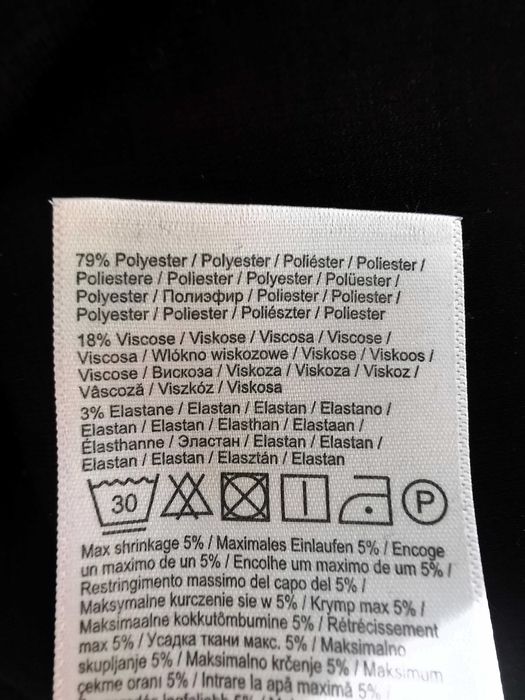 79% Polyester / Polyester / Poliéster / Poliester /
Poliestere / Poliester / Polyester / Polüester /
Polyester / Полиэфир / Poliester / Poliester /
Polyester / Poliester / Poliészter / Poliester
18% Viscose / Viskose / Viscosa / Viscose /
Viscosa / Wlókno wiskozowe / Viskose / Viskoos /
Viscose / Вискоза / Viskoza / Viskoza / Viskoz /
Vâscoză / Viszkóz / Viskosa
3% Elastane / Elastan / Elastan / Elastano /
Elastan / Elastan / Elasthan / Elastaan /
Élasthanne / Эластан / Elastan / Elastan /
Elastan / Elastan / Elasztán / Elastan
30 P
Max shrinkage 5% / Maximales Einlaufen 5% / Encoge
un maximo de un 5% / Encolhe um maximo de um 5% /
Restringimento massimo del capo del 5% /
Maksymalne kurczenie sie w 5% / Krymp max 5% /
Maksimaalne kokkutõmbumine 5% / Rétrécissement
max 5% / Усадка ткани макс. 5% / Maksimalno
skupljanje 5% / Maksimalno krčenje 5% / Maksimum
çekme oranı 5% / Intrare la apă maximă 5%